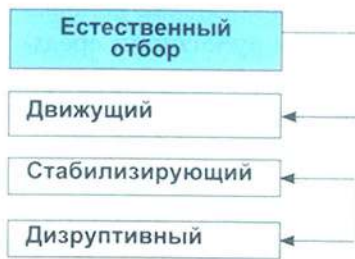 Естественный
отбор
Движущий
Стабилизирующий
Дизруптивный